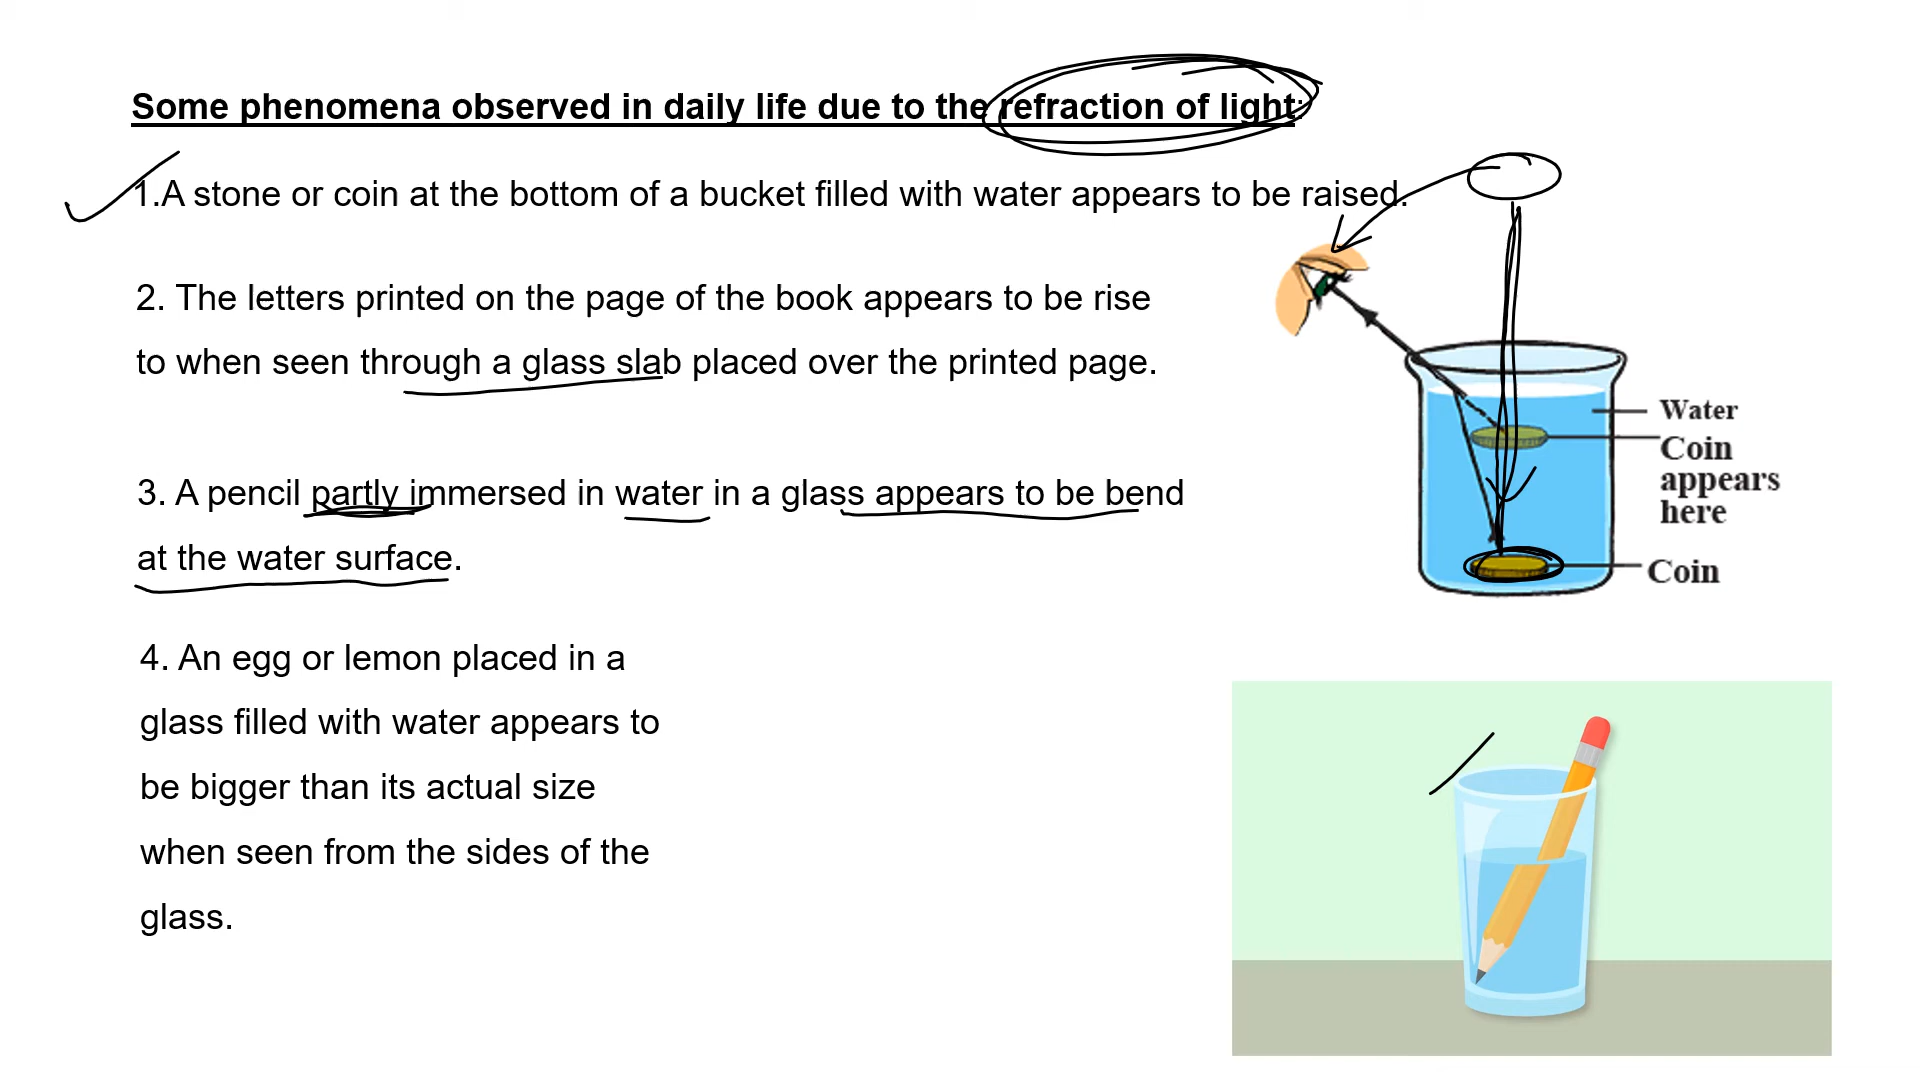 Some phenomena observed in daily life due to the refraction of light:
1.A stone or coin at the bottom of a bucket filled with water appears to be raised.
2. The letters printed on the page of the book appears to be rise
to when seen through a glass slab placed over the printed page.
3. A pencil partly immersed in water in a glass appears to be bend
at the water surface.
4. An egg or lemon placed in a
glass filled with water appears to
be bigger than its actual size
when seen from the sides of the
glass.
Water
Coin
appears
here
Coin